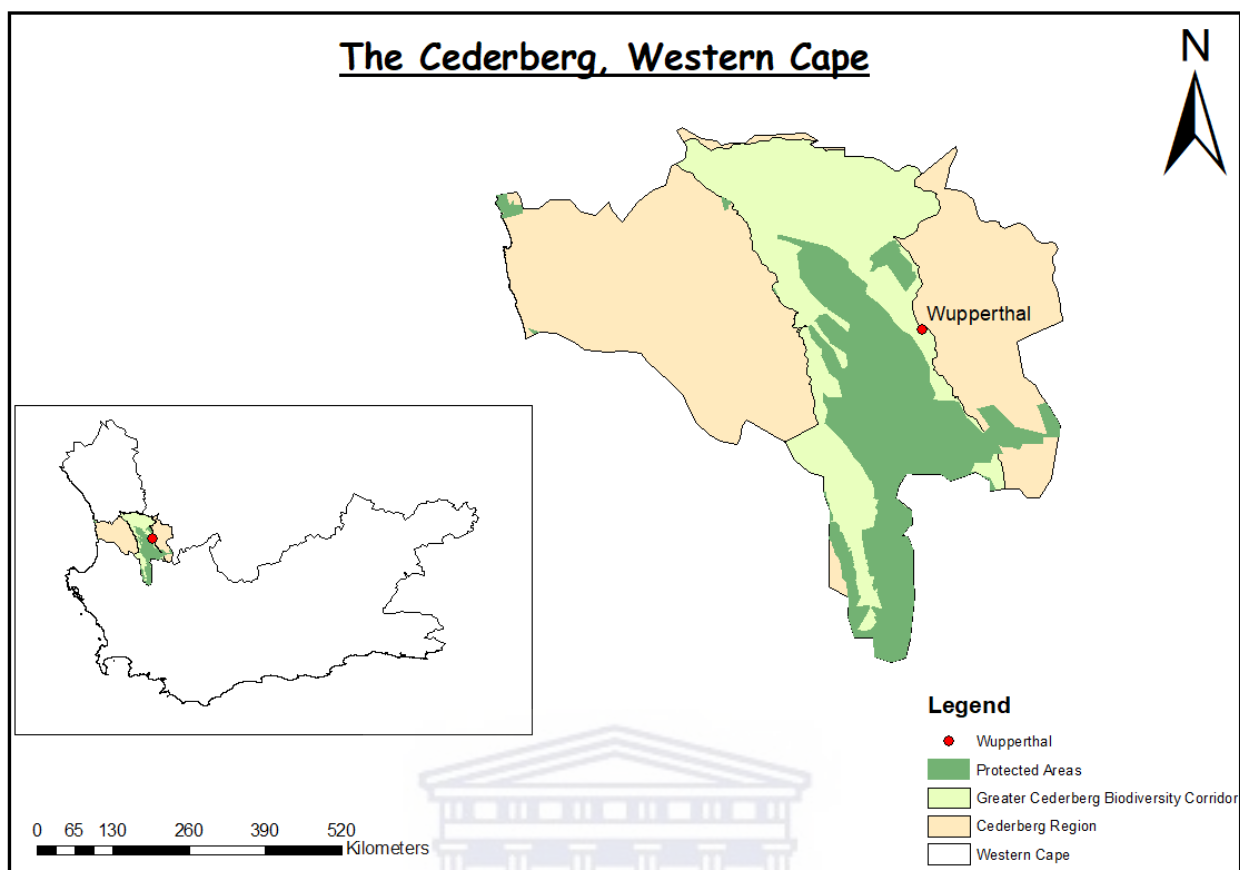 The Cederberg, Western Cape
N
Wupperthal
Legend
Wupperthal
Protected Areas
Greater Cederberg Biodiversity Corridor
Cederberg Region
Western Cape
0 65 130 260 390 520
Kilometers